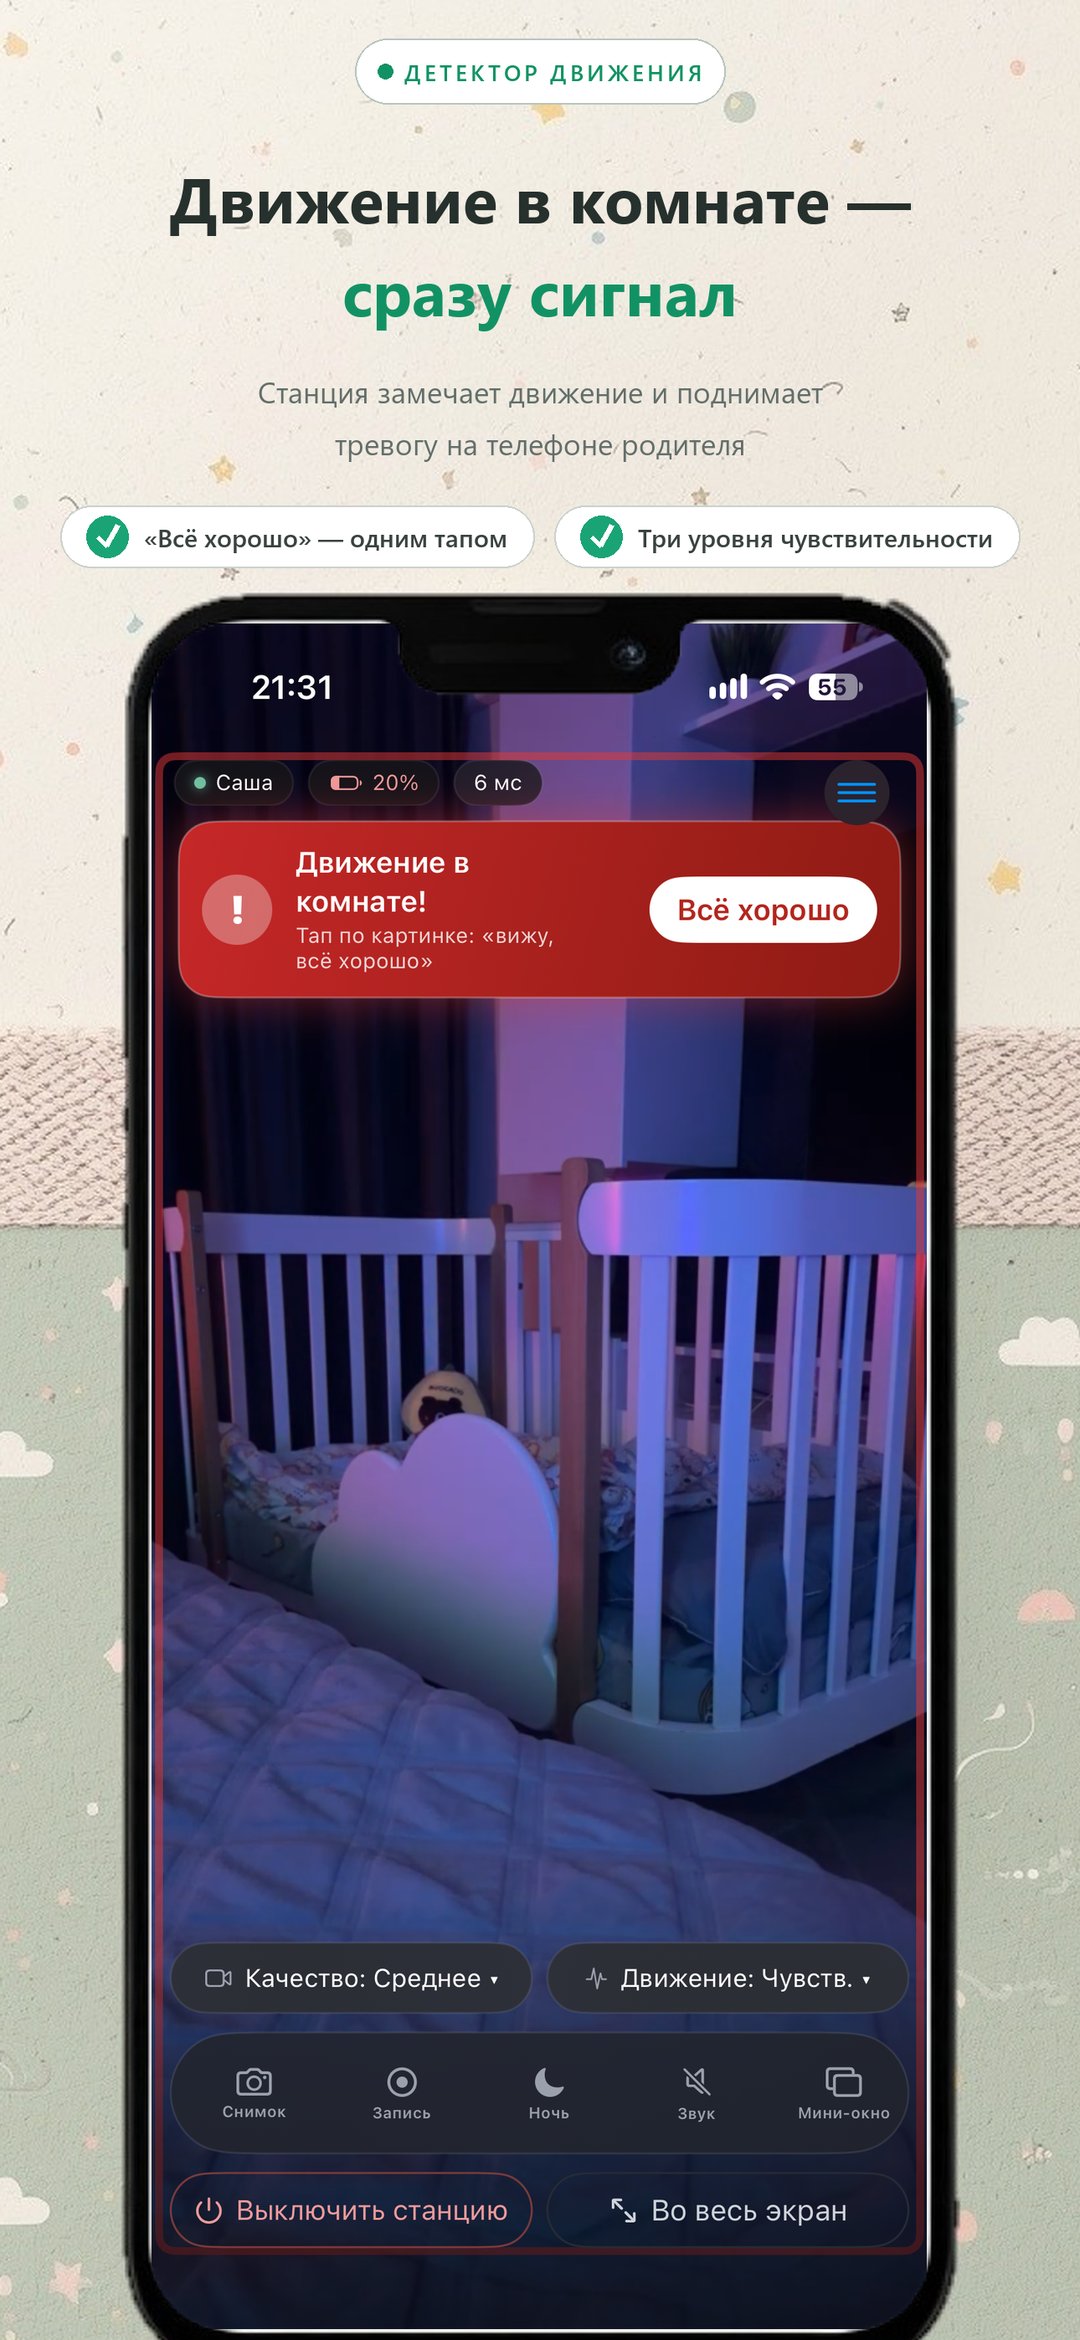 ДЕТЕКТОР ДВИЖЕНИЯ
Движение в комнате —
сразу сигнал
Станция замечает движение и поднимает
тревогу на телефоне родителя
«Всё хорошо» — одним тапом
Три уровня чувствительности
21:31
55
Саша
20%
6 мс
Движение в
комнате!
Тап по картинке: «вижу,
всё хорошо»
!
Всё хорошо
Качество: Среднее
Движение: Чувств.
Снимок
Запись
Ночь
Звук
Мини-окно
Выключить станцию
Во весь экран